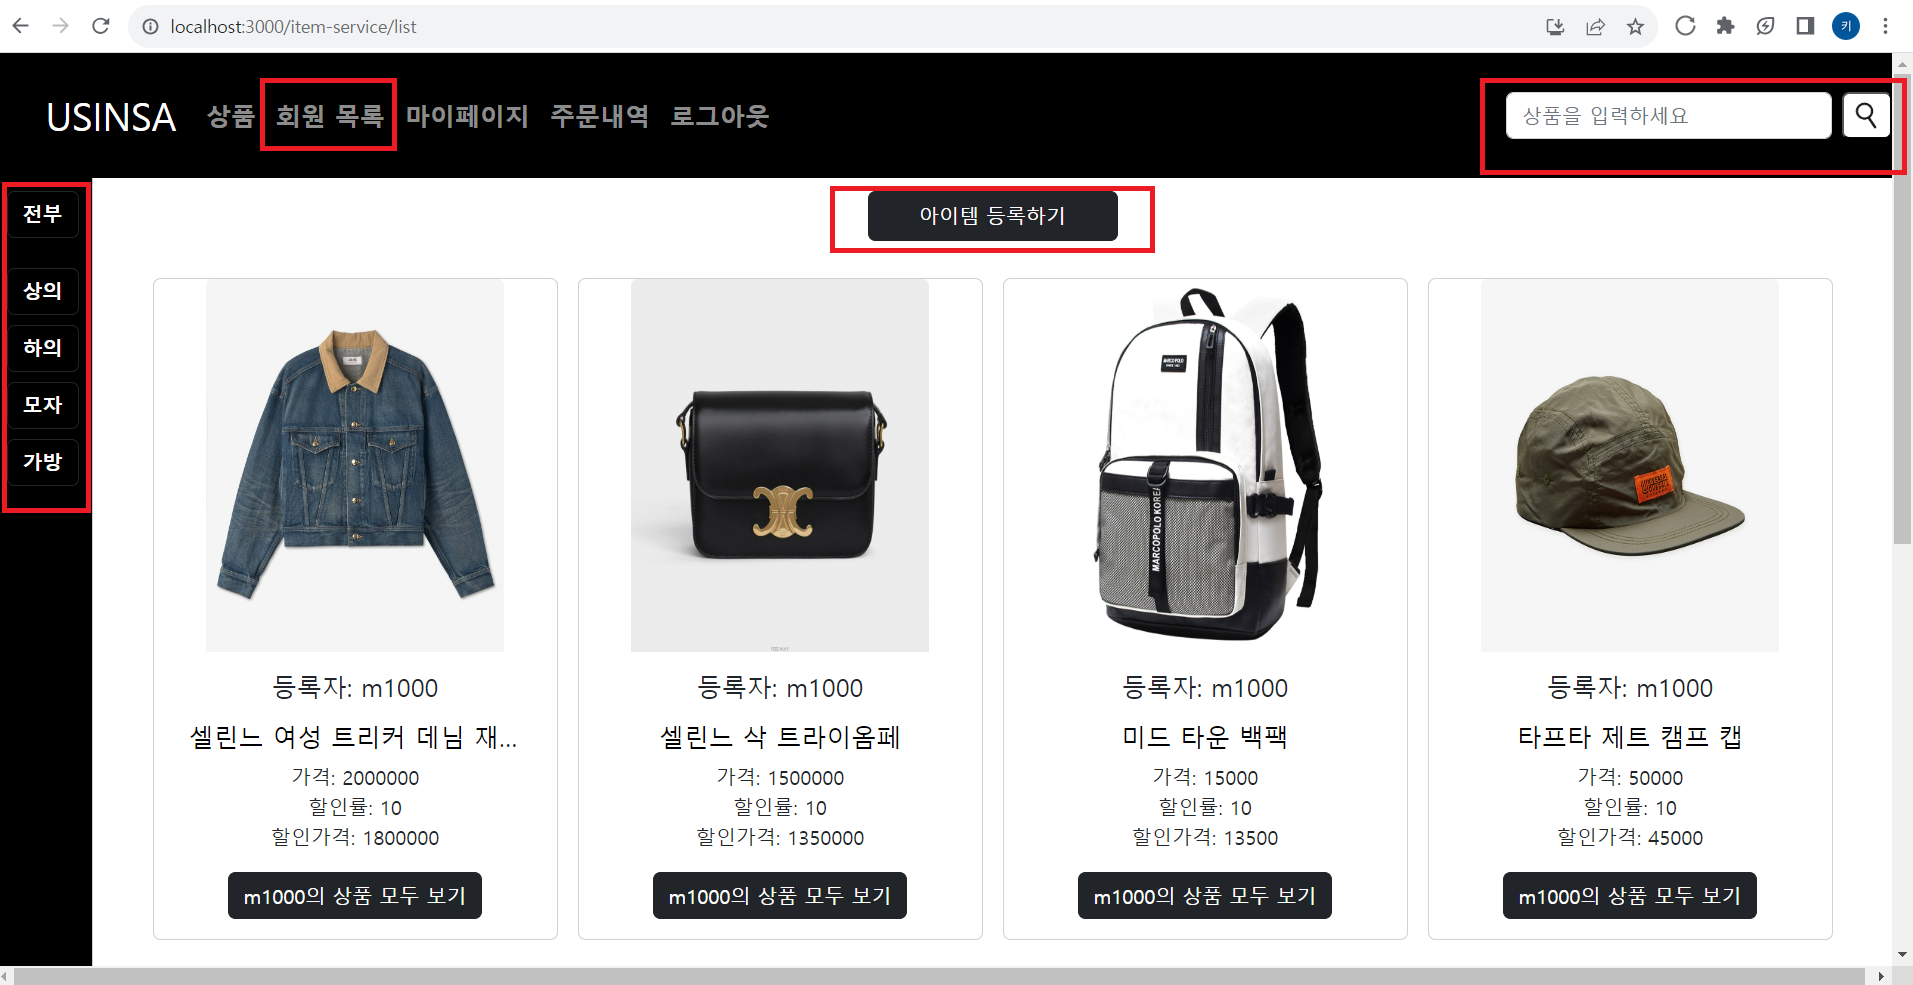 localhost:3000/item-service/list
키
USINSA 상품 회원 목록 마이페이지 주문내역 로그아웃
상품을 입력하세요
전부
상의
하의
모자
가방
아이템 등록하기
MARCOPOLO
MARCOPOLO KOREA
등록자: m1000
셀린느 여성 트리커 데님 재...
가격: 2000000
할인률: 10
할인가격: 1800000
m1000의 상품 모두 보기
등록자: m1000
셀린느 삭 트라이옴페
가격: 1500000
할인률: 10
할인가격: 1350000
m1000의 상품 모두 보기
등록자: m1000
미드 타운 백팩
가격: 15000
할인률: 10
할인가격: 13500
m1000의 상품 모두 보기
등록자: m1000
타프타 제트 캠프 캡
가격: 50000
할인률: 10
할인가격: 45000
m1000의 상품 모두 보기